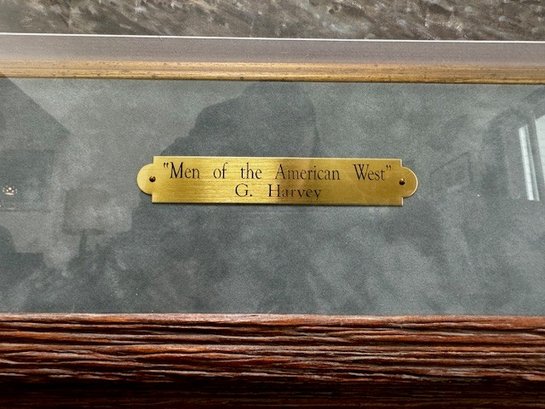 "Men of the American West"
G. Harvey